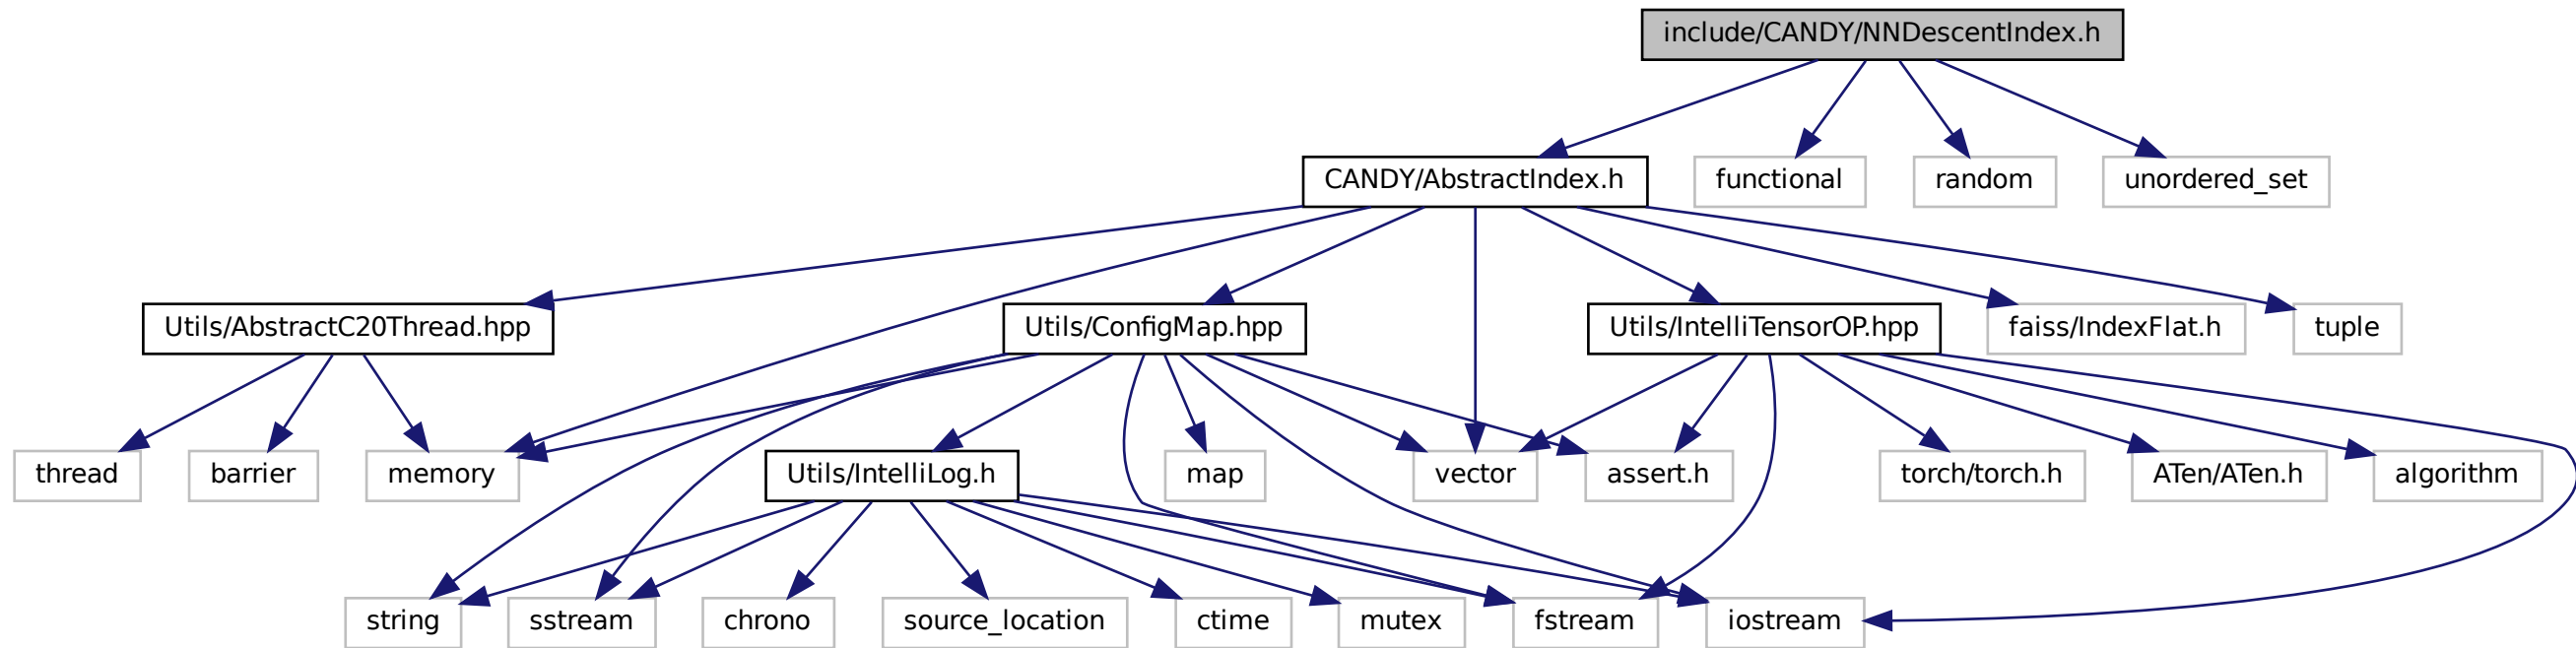 include/CANDY/NNDescentIndex.h
CANDY/AbstractIndex.h
functional
random
unordered_set
Utils/AbstractC20Thread.hpp
Utils/ConfigMap.hpp
Utils/IntelliTensorOP.hpp
faiss/IndexFlat.h
tuple
thread
barrier
memory
Utils/IntelliLog.h
map
vector
assert.h
torch/torch.h
ATen/ATen.h
algorithm
string
sstream
chrono
source_location
ctime
mutex
fstream
iostream